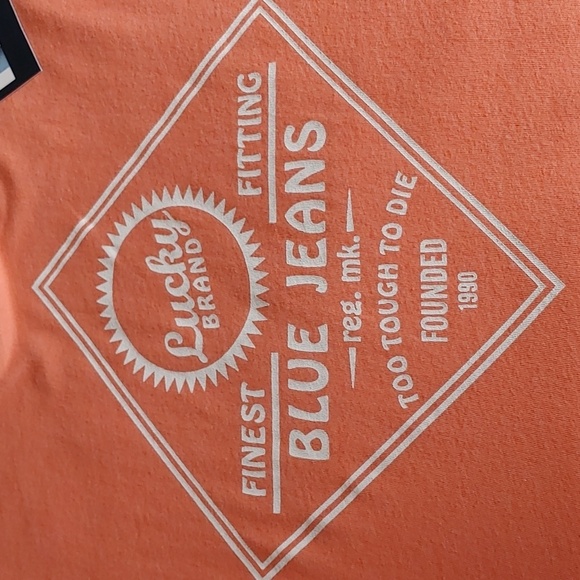 Lucky
BRAND
FINEST FITTING
BLUE JEANS
reg. mk.
TOO TOUGH TO DIE
FOUNDED
1990